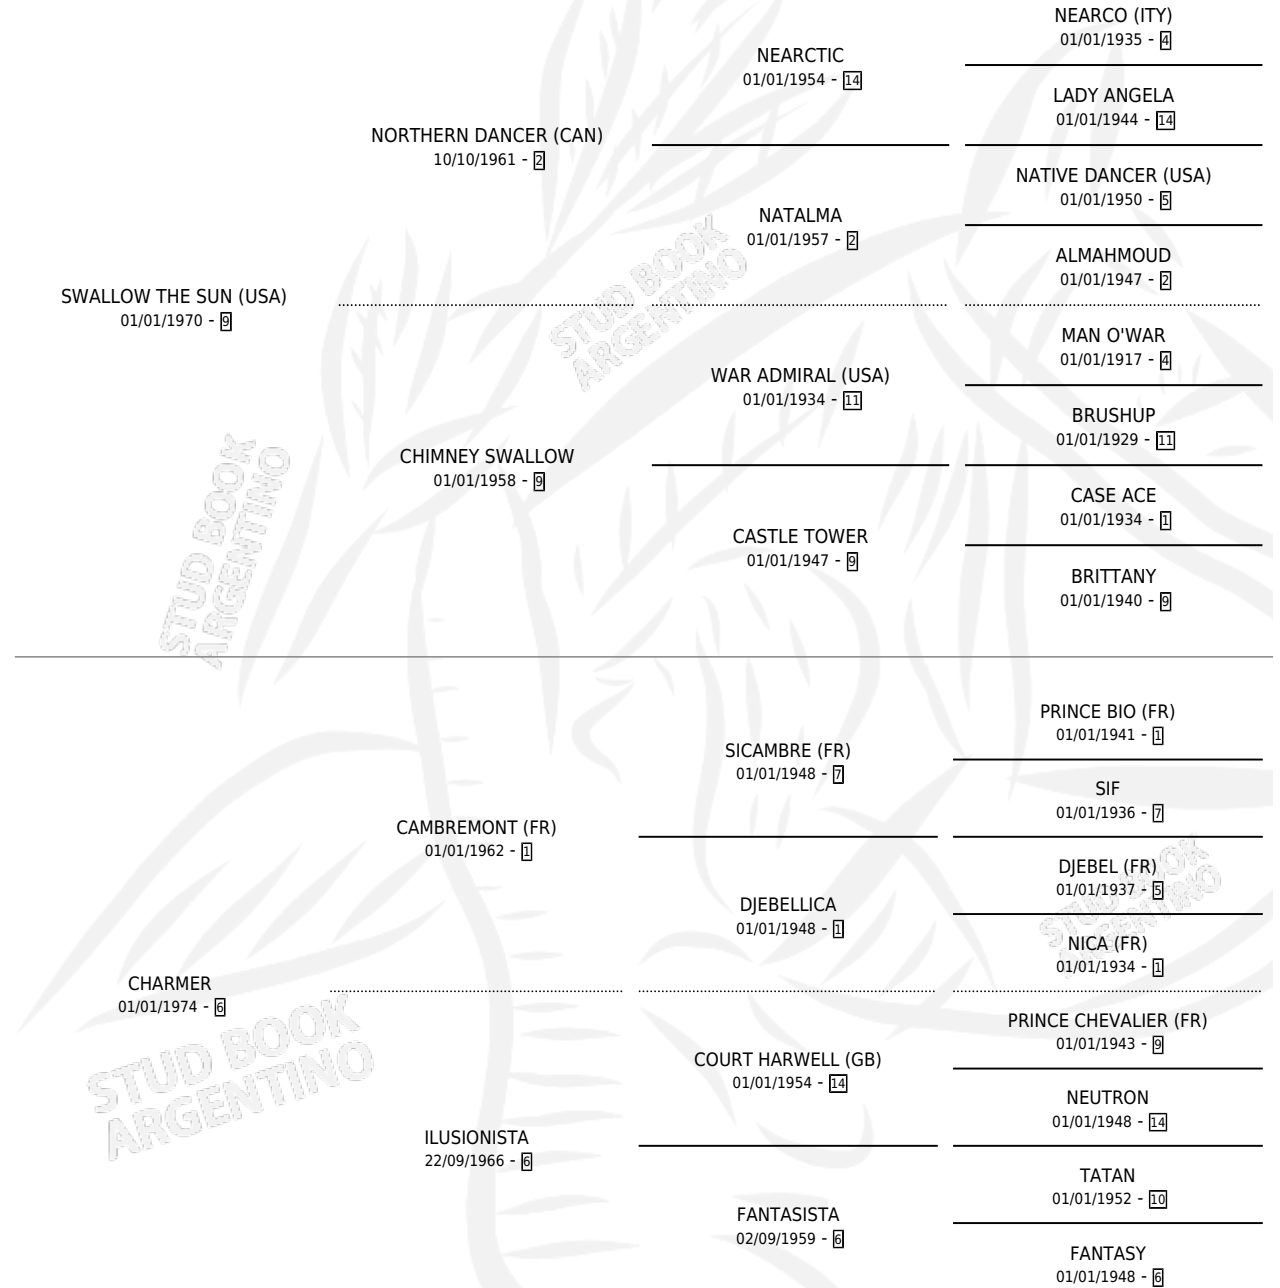 NEARCO (ITY)
01/01/1935 - 4
NEARCTIC
01/01/1954 - 14
LADY ANGELA
01/01/1944 - 14
NORTHERN DANCER (CAN)
10/10/1961 - 2
NATIVE DANCER (USA)
01/01/1950 - 5
NATALMA
01/01/1957 - 2
ALMAHMOUD
01/01/1947 - 2
SWALLOW THE SUN (USA)
01/01/1970 - 9
STUD BOOK
ARGENTINO
MAN O'WAR
01/01/1917 - 4
WAR ADMIRAL (USA)
01/01/1934 - 11
BRUSHUP
01/01/1929 - 11
CHIMNEY SWALLOW
01/01/1958 - 9
CASE ACE
01/01/1934 - 1
CASTLE TOWER
01/01/1947 - 9
BRITTANY
01/01/1940 - 9
STUD BOOK
ARGENTINO
PRINCE BIO (FR)
01/01/1941 - 1
SICAMBRE (FR)
01/01/1948 - 7
SIF
01/01/1936 - 7
CAMBREMONT (FR)
01/01/1962 - 1
DJEBEL (FR)
01/01/1937 - 5
DJEBELLICA
01/01/1948 - 1
NICA (FR)
01/01/1934 - 1
STUD BOOK
ARGENTINO
CHARMER
01/01/1974 - 6
PRINCE CHEVALIER (FR)
01/01/1943 - 9
COURT HARWELL (GB)
01/01/1954 - 14
NEUTRON
01/01/1948 - 14
STUD BOOK
ARGENTINO
ILUSIONISTA
22/09/1966 - 6
TATAN
01/01/1952 - 10
FANTASISTA
02/09/1959 - 6
FANTASY
01/01/1948 - 6